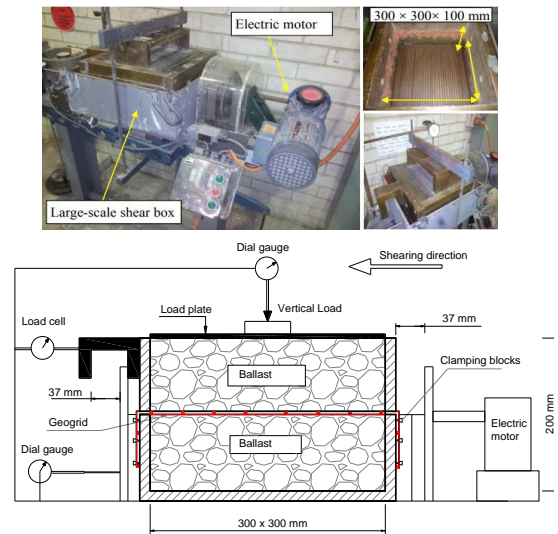 Electric motor
300 × 300× 100 mm
Large-scale shear box
Dial gauge
Shearing direction
Load plate
Vertical Load
37 mm
Load cell
Ballast
Clamping blocks
37 mm
Geogrid
Ballast
Electric
motor
200 mm
Dial gauge
300 x 300 mm